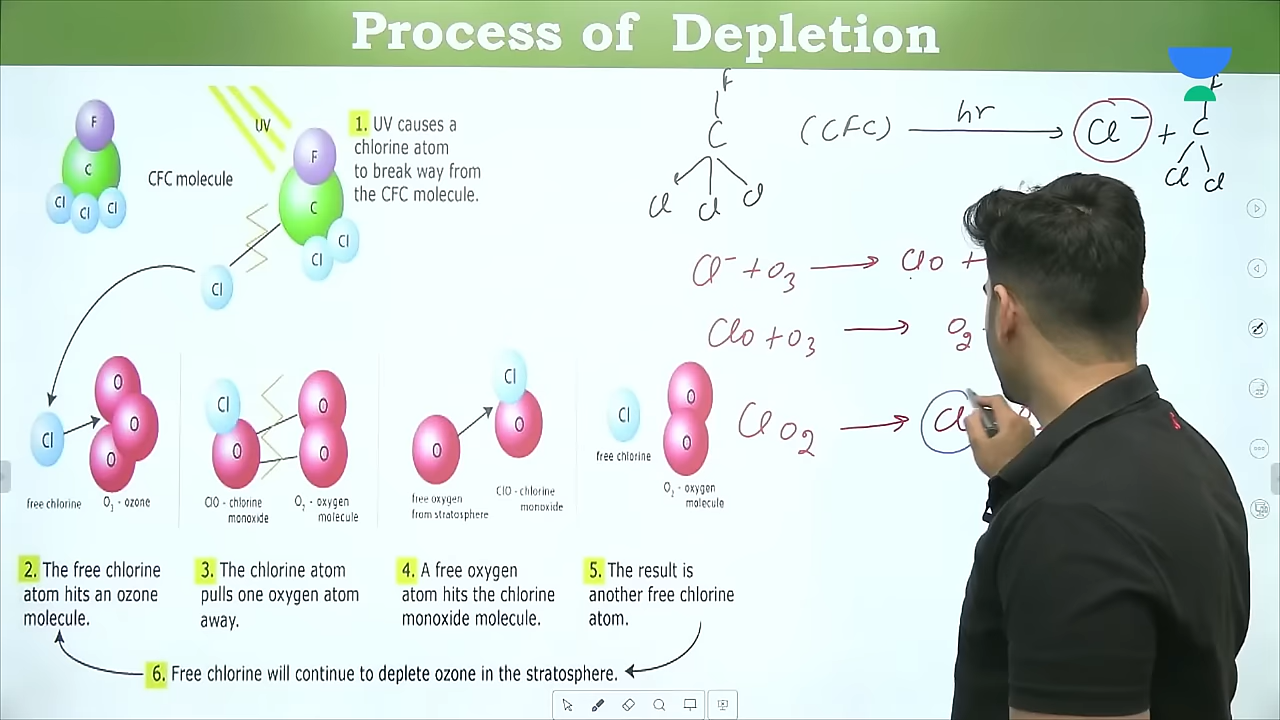 Process of Depletion
F
C
Cl
Cl
Cl
CFC molecule
UV
F
C
Cl
Cl
Cl
1. UV causes a
chlorine atom
to break way from
the CFC molecule.
F
C
Cl Cl Cl
(CFC) hν Cl⁻ +
F
C
Cl Cl
Cl⁻ + O₃ → ClO +
ClO + O₃ → O₂
ClO₂ → Cl
Cl
O
O
O
free chlorine
O₃ - ozone
Cl
O
O
O
ClO - chlorine
monoxide
O₂ - oxygen
molecule
O
Cl
O
free oxygen
from stratosphere
ClO - chlorine
monoxide
Cl
O
O
free chlorine
O₂ - oxygen
molecule
2. The free chlorine
atom hits an ozone
molecule.
3. The chlorine atom
pulls one oxygen atom
away.
4. A free oxygen
atom hits the chlorine
monoxide molecule.
5. The result is
another free chlorine
atom.
6. Free chlorine will continue to deplete ozone in the stratosphere.